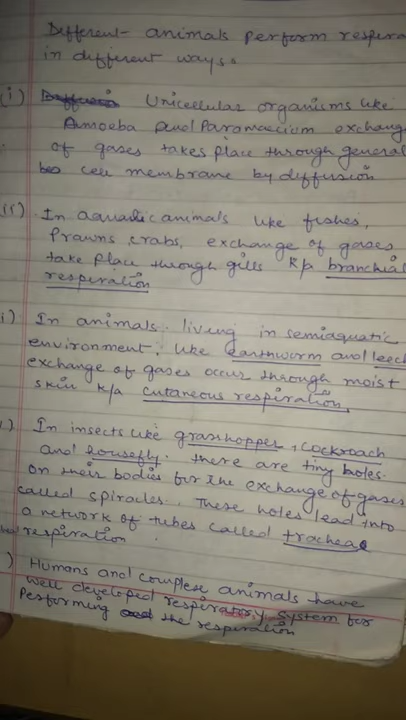 Different animals perform respira
in different ways.
(i) Unicellular organisms like
Amoeba and Paromaecium exchang
of gases takes place through general
cell membrane by diffusion
(ii) In aquatic animals like fishes,
Prawns, crabs, exchange of gases
take place through gills K/a branchial
respiration
i) In animals living in semiaquatic
environment, like earthworm and leech
exchange of gases occur through moist
skin K/a cutaneous respiration.
) In insects like grasshopper, cockroach
and housefly. there are tiny holes
on their bodies for the exchange of gases
called spiracles. These holes lead into
a network of tubes called trachea
respiration.
) Humans and complex animals have
well developed respiratory system for
Performing the respiration